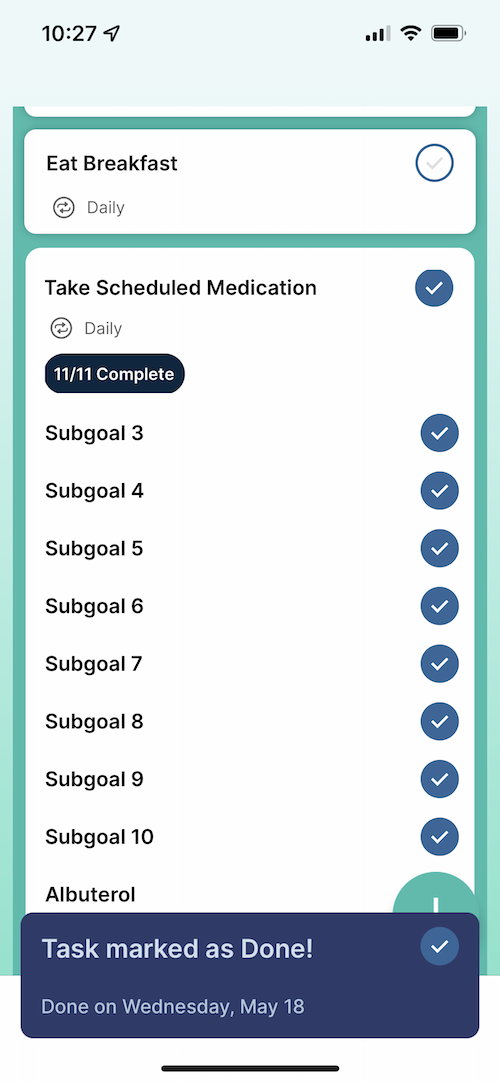 10:27
Eat Breakfast
Daily
Take Scheduled Medication
Daily
11/11 Complete
Subgoal 3
Subgoal 4
Subgoal 5
Subgoal 6
Subgoal 7
Subgoal 8
Subgoal 9
Subgoal 10
Albuterol
Task marked as Done!
Done on Wednesday, May 18